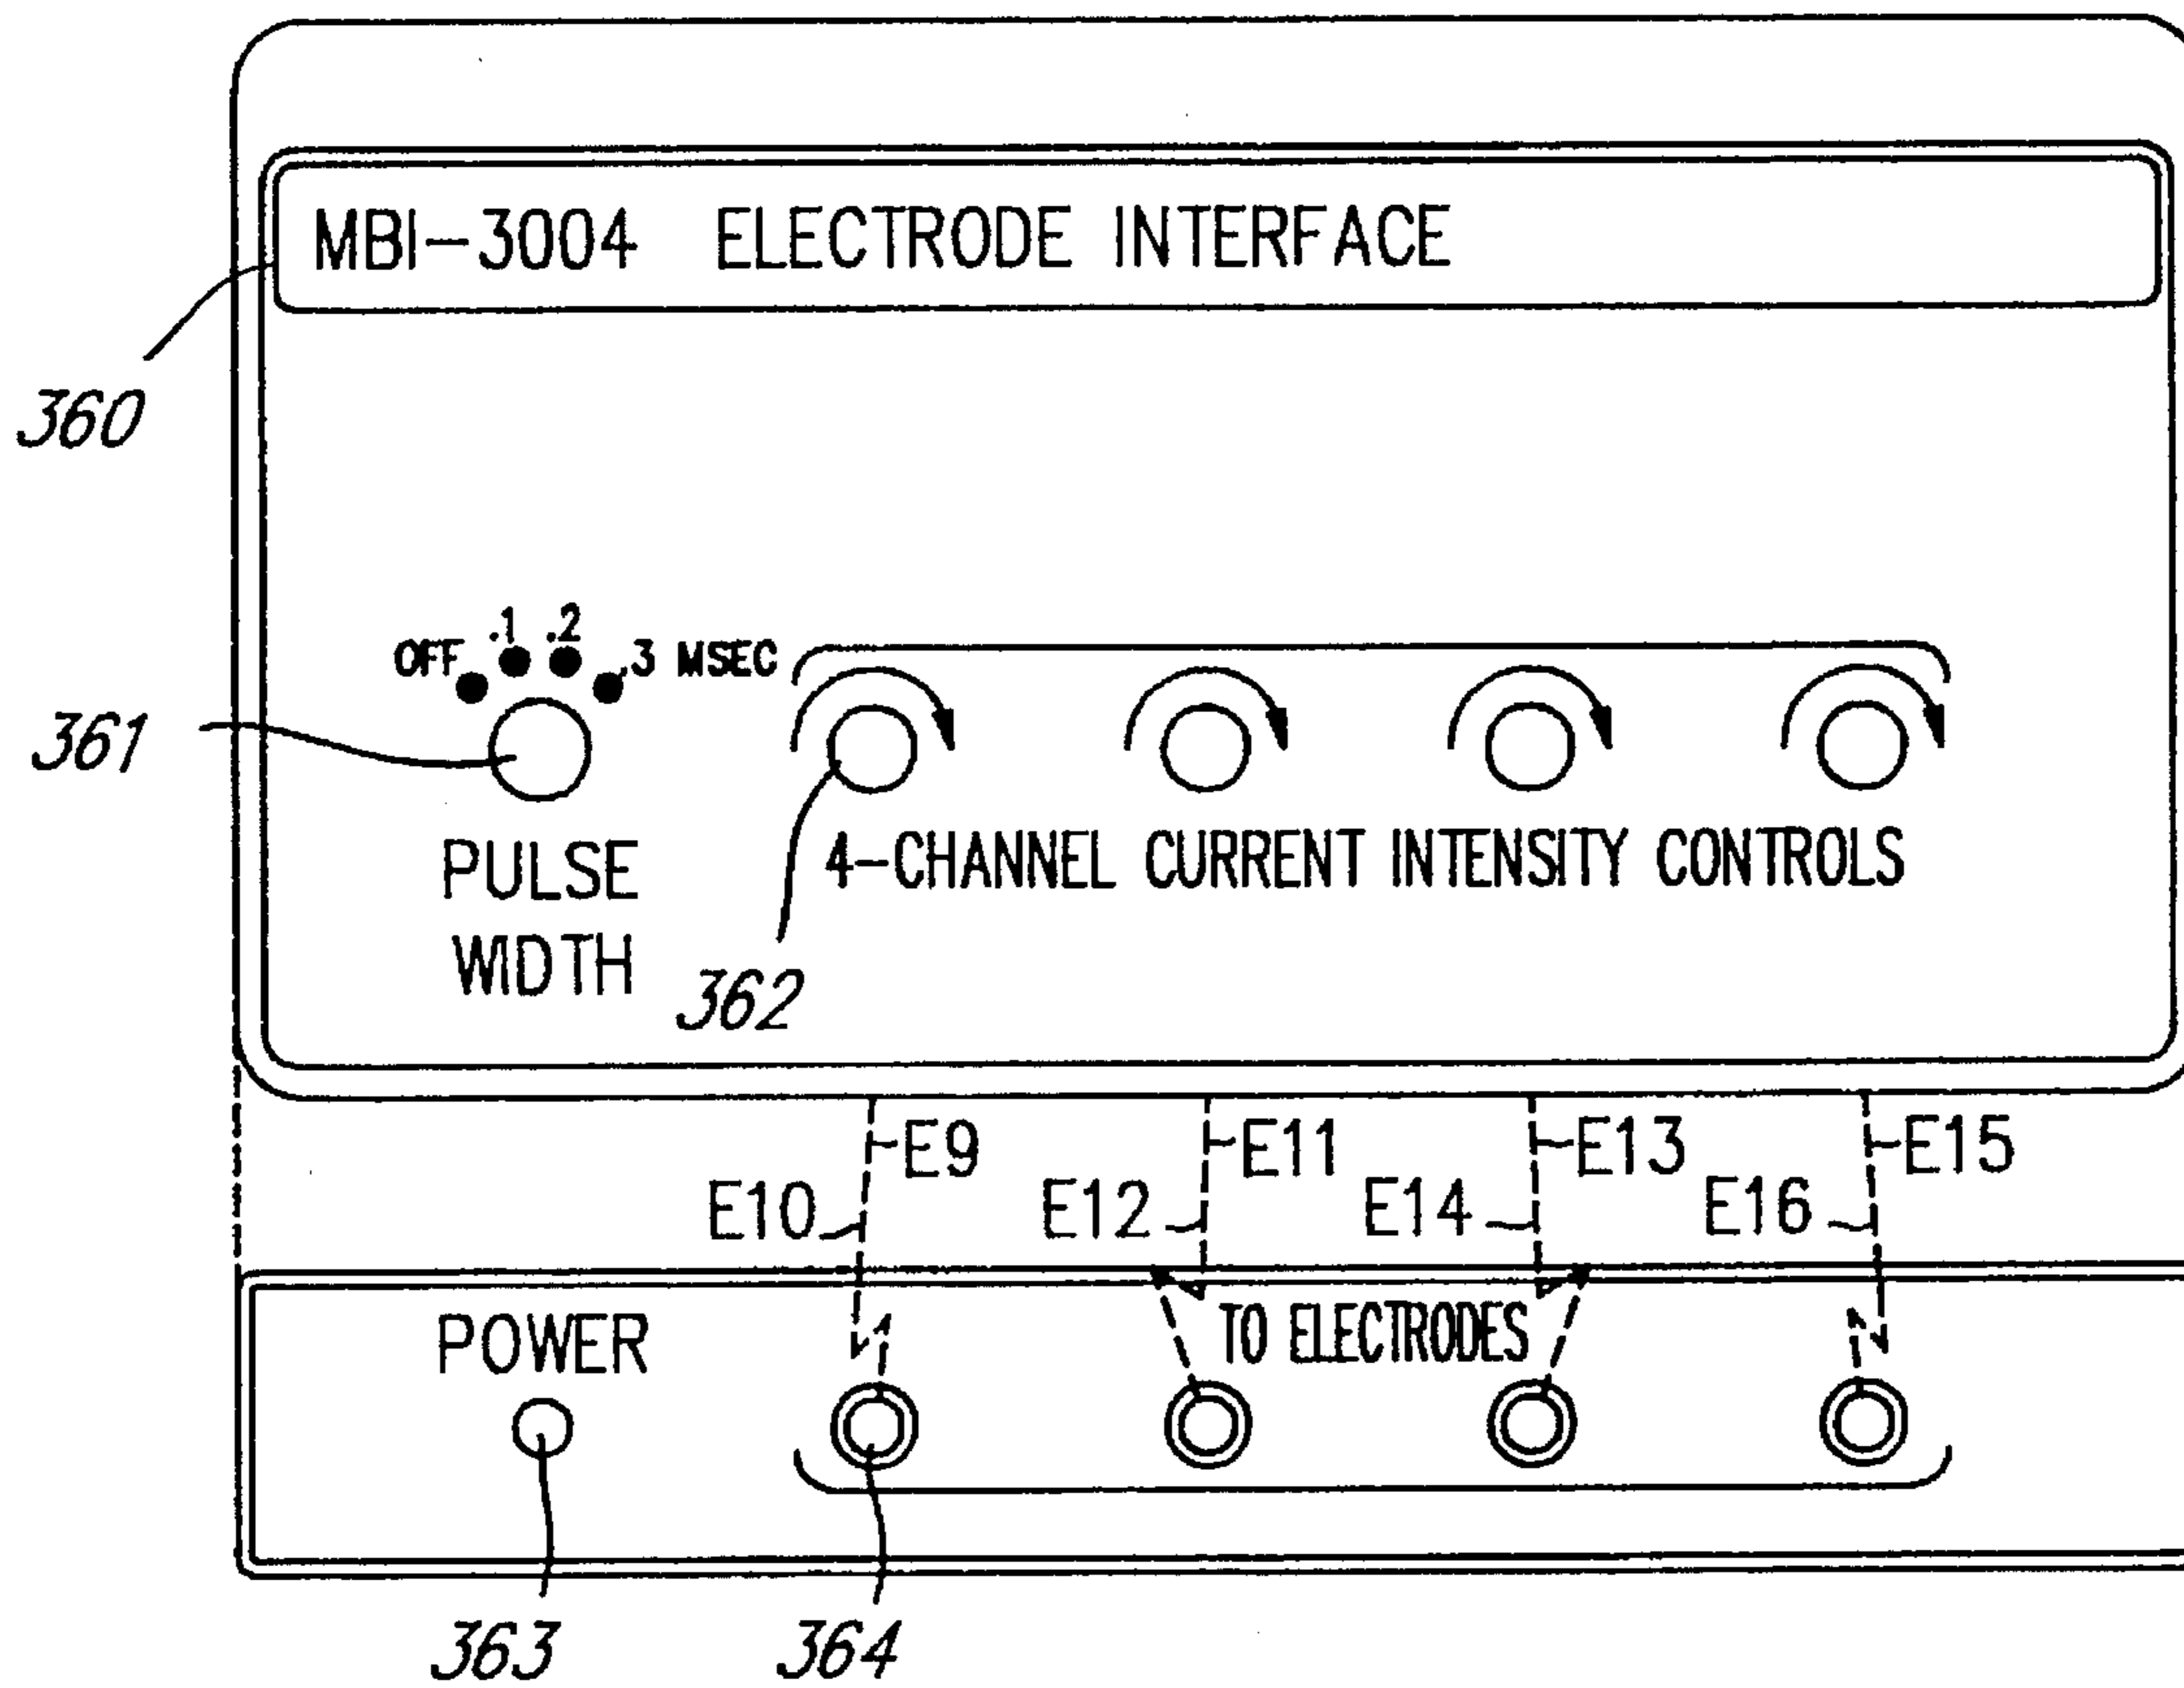 MBI-3004 ELECTRODE INTERFACE
360
OFF .1 .2 .3 MSEC
361
PULSE
WIDTH
4-CHANNEL CURRENT INTENSITY CONTROLS
362
E9 E11 E13 E15
E10 E12 E14 E16
POWER
TO ELECTRODES
363
364